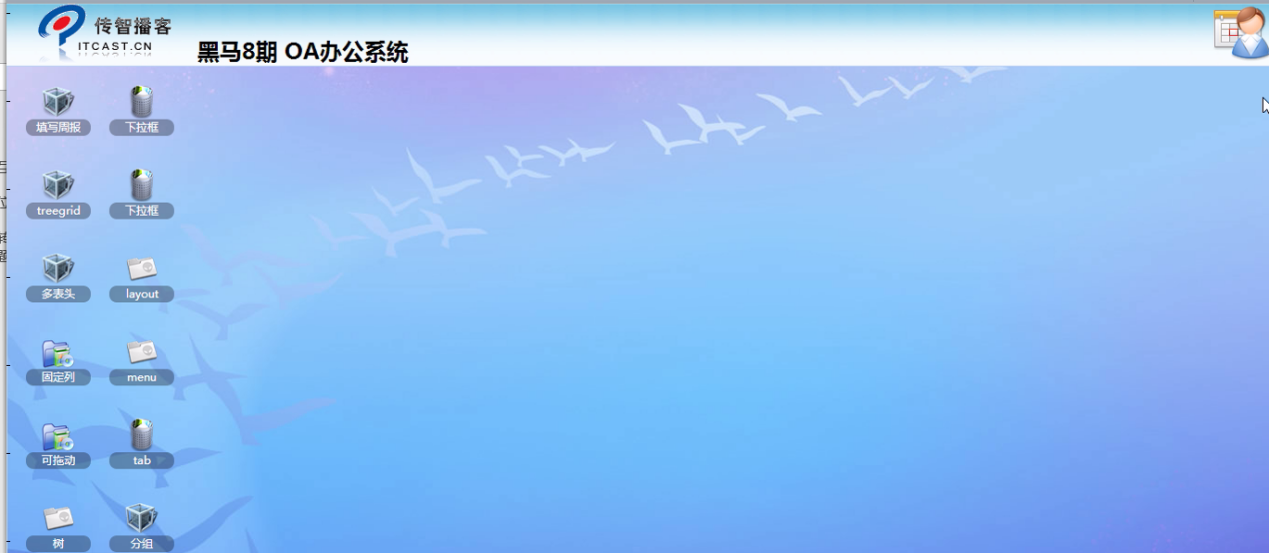 传智播客
ITCAST.CN
黑马8期 OA办公系统
填写周报
下拉框
treegrid
下拉框
多表头
layout
固定列
menu
可拖动
tab
树
分组